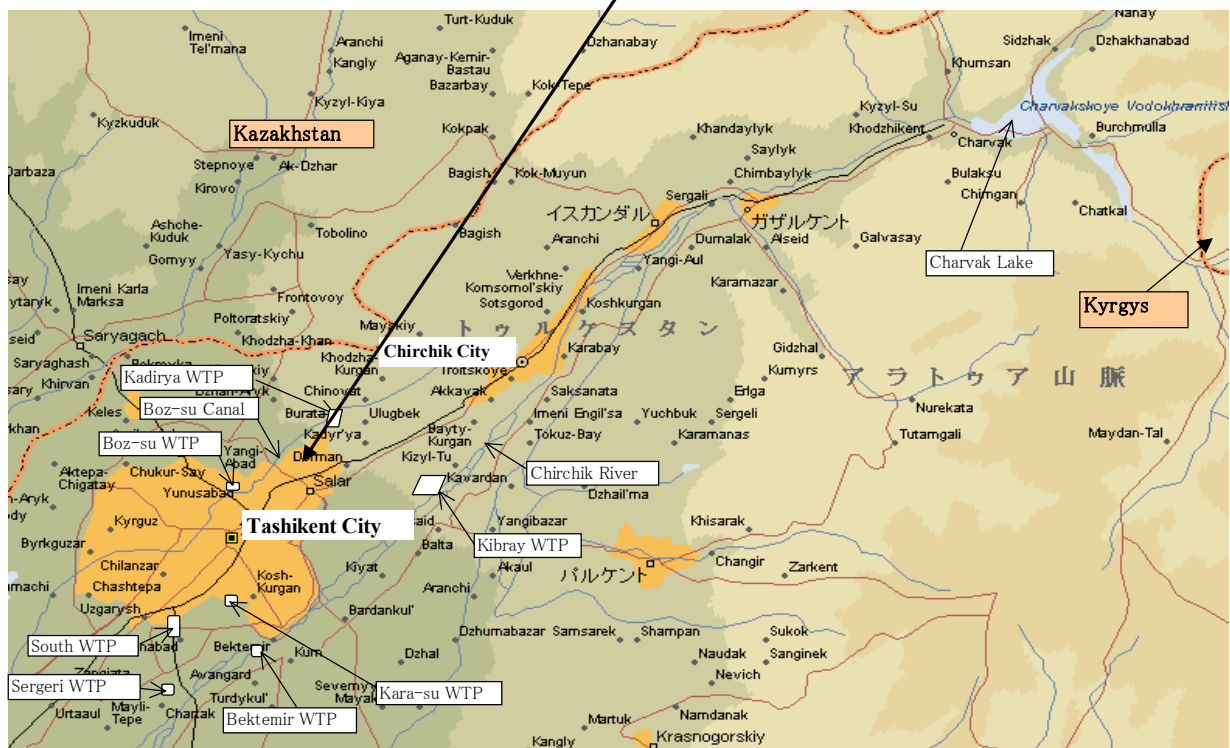 Nanay
Turt-Kuduk
Imeni
Tel'mana
Aranchi
Kangly
Aganay-Kemir-
Bastau
Bazarbay
Dzhanabay
Kok-Tepe
Sidzhak
Dzhakhanabad
Khumsan
Kyzyl-Kiya
Kyzkuduk
Kyzyl-Su
Charvakskoye Vodokhranilishche
Kazakhstan
Kokpak
Khandaylyk
Khodzhikent
Burchmulla
Charvak
Stepnoye
Ak-Dzhar
Saylyk
Darbaza
Kirovo
Bagish
Kok-Muyun
Chimbaylyk
Bulaksu
Chimgan
Sergali
Chatkal
イスカンダル
ガザルケント
Ashche-
Kuduk
Tobolino
Bagish
Aranchi
Dumalak
Alseid
Galvasay
Gornyy
Yasy-Kychu
Yangi-Aul
Charvak Lake
Imeni Karla
Marksa
Frontovoy
Verkhne-
Komsomol'skiy
Sotsgorod
Koshkurgan
Karamazar
Kyrgys
Poltoratskiy
Mayskiy
トゥルケスタン
Saryagach
Khodzha-Khan
Chirchik City
Karabay
Gidzhal
Saryaghash
Khodzha-
Kurgan
Troitskoye
Kumyrs
アラトゥア山脈
Khirvan
Kadirya WTP
Chinovat
Akkavak
Saksanata
Erlga
Nurekata
Boz-su Canal
Keles
Ulugbek
Imeni Engil'sa
Yuchbuk
Sergeli
Kadyr'ya
Bayty-
Kurgan
Tokuz-Bay
Karamanas
Tutamgali
Maydan-Tal
Boz-su WTP
Yangi-
Abad
Kizyl-Tu
Chirchik River
Aktepa-
Chigatay
Chukur-Say
Yunusabad
Salar
Kavardan
Dzhail'ma
Kyrguz
Tashikent City
Yangibazar
Khisarak
Byrkguzar
Balta
Kibray WTP
Changir
パルケント
Zarkent
Chilanzar
Chashtepa
Kosh-
Kurgan
Kiyat
Akaul
Aranchi
Uzgarysh
Bardankul'
South WTP
Bektemir
Kum
Dzhumabazar
Samsarek
Shampan
Sukok
Sanginek
Dzhal
Naudak
Sergeri WTP
Avangard
Turdykul'
Kara-su WTP
Nevich
Urtaaul
Mayli-
Tepe
Bektemir WTP
Martuk
Namdanak
Kangly
Krasnogorskiy